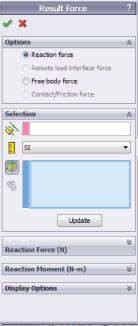 Result Force ?
Options
Reaction force
Remote load interface force
Free body force
Contact/Friction force
Selection
SI
Update
Reaction Force (N)
Reaction Moment (N-m)
Display Options